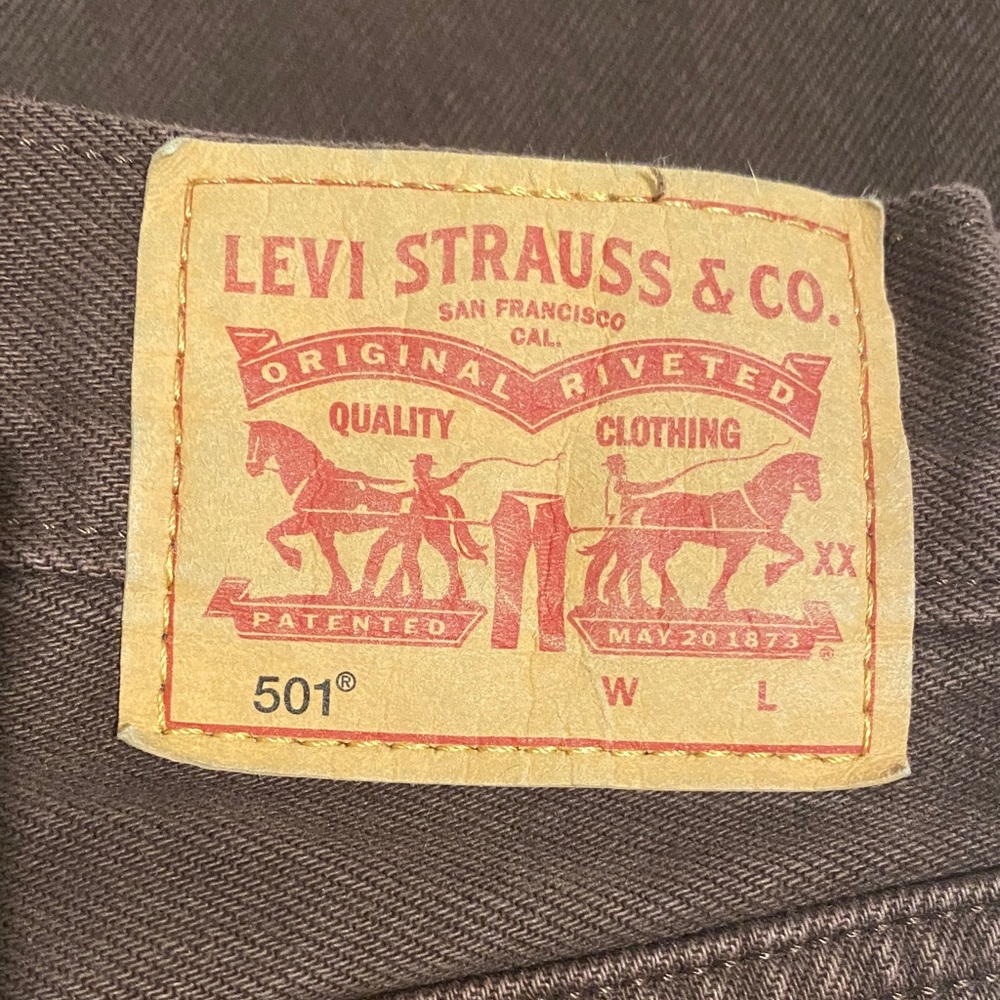 LEVI STRAUSS & CO.
SAN FRANCISCO
CAL.
ORIGINAL RIVETED
QUALITY CLOTHING
XX
PATENTED MAY 20 1873 ®
501® W L